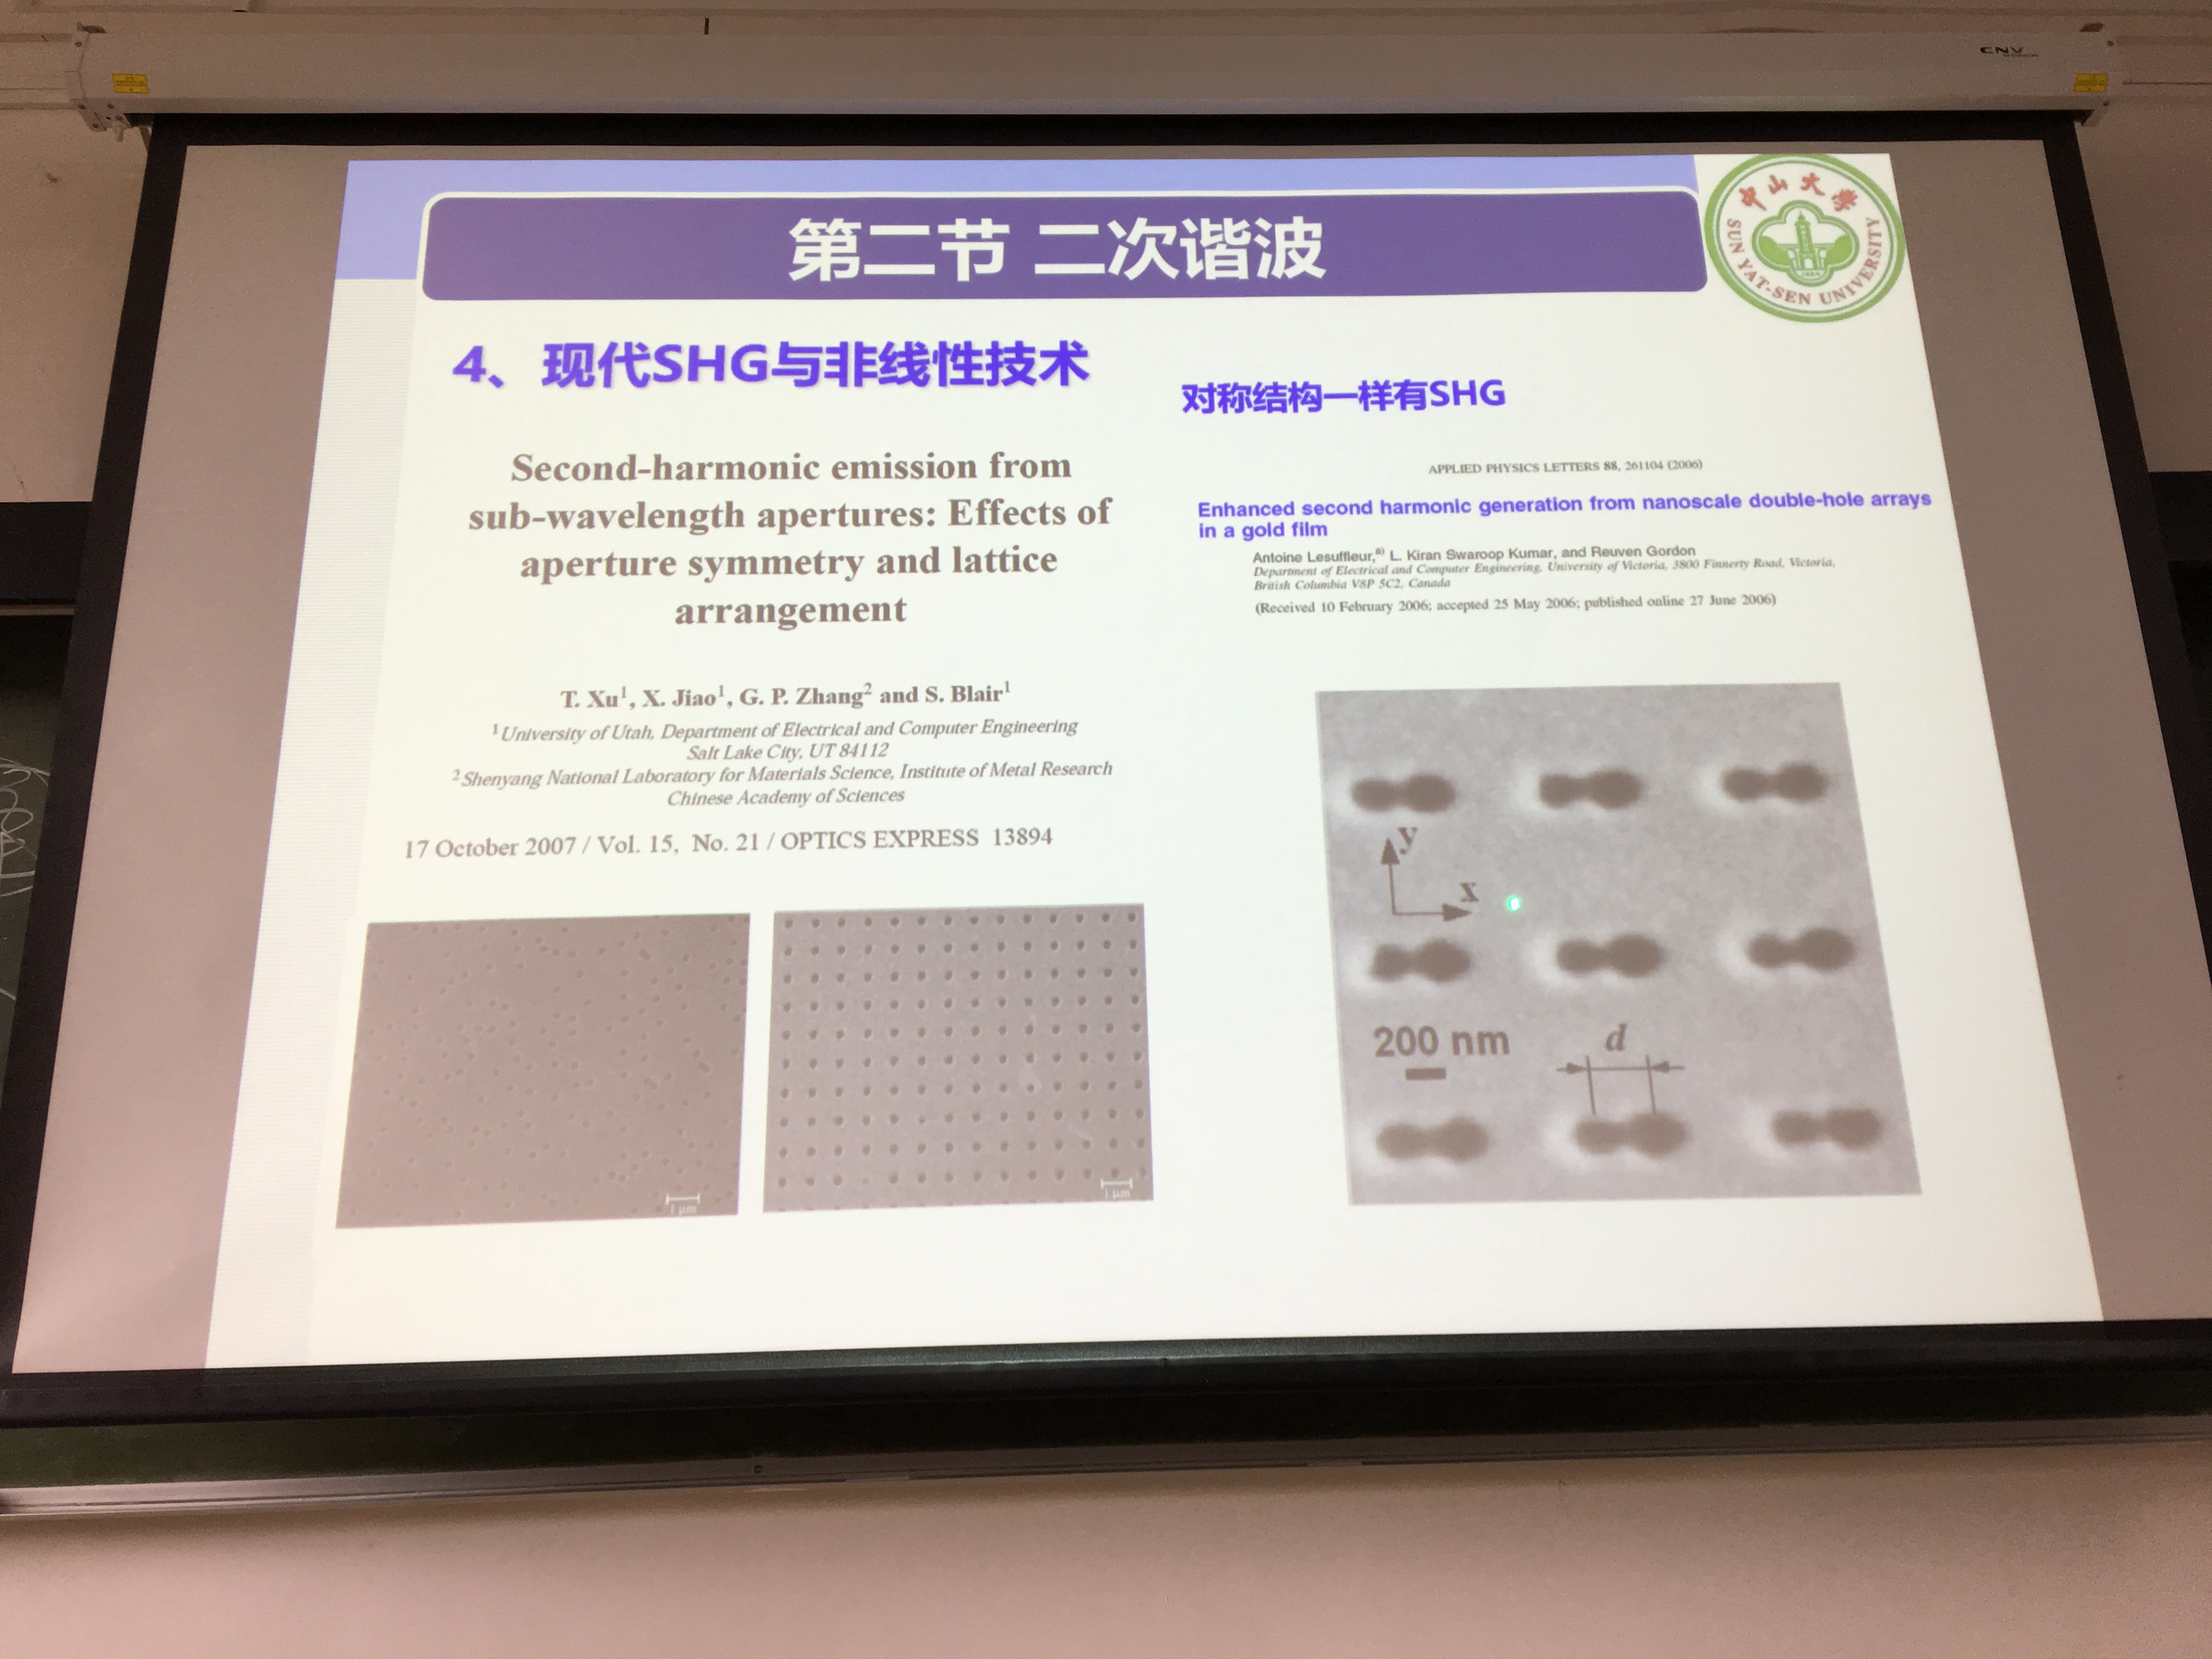 CNV
第二节 二次谐波
中山大学
SUN YAT-SEN UNIVERSITY
4、现代SHG与非线性技术
Second-harmonic emission from
sub-wavelength apertures: Effects of
aperture symmetry and lattice
arrangement
T. Xu¹, X. Jiao¹, G. P. Zhang² and S. Blair¹
¹ University of Utah, Department of Electrical and Computer Engineering
Salt Lake City, UT 84112
² Shenyang National Laboratory for Materials Science, Institute of Metal Research
Chinese Academy of Sciences
17 October 2007 / Vol. 15, No. 21 / OPTICS EXPRESS 13894
1 µm
1 µm
对称结构一样有SHG
APPLIED PHYSICS LETTERS 88, 261104 (2006)
Enhanced second harmonic generation from nanoscale double-hole arrays
in a gold film
Antoine Lesuffleur,ᵃ⁾ L. Kiran Swaroop Kumar, and Reuven Gordon
Department of Electrical and Computer Engineering, University of Victoria, 3800 Finnerty Road, Victoria,
British Columbia V8P 5C2, Canada
(Received 10 February 2006; accepted 25 May 2006; published online 27 June 2006)
y
x
200 nm
d